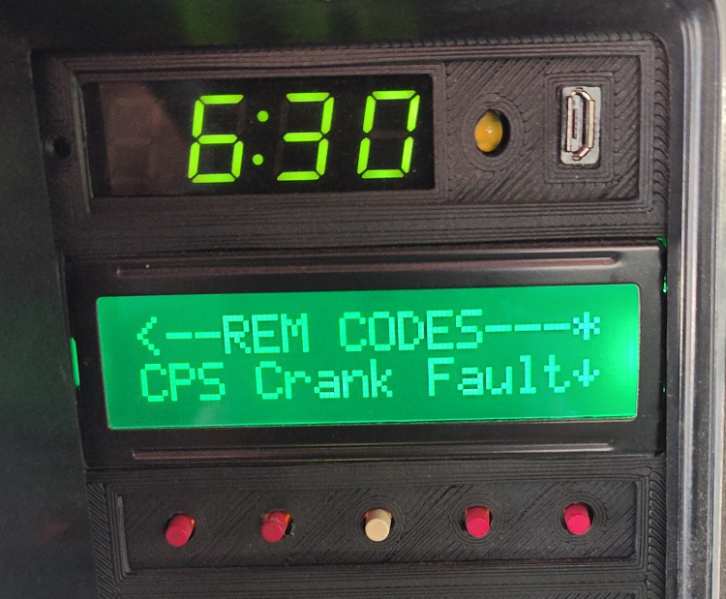 6:30
<--REM CODES---*
CPS Crank Fault↓